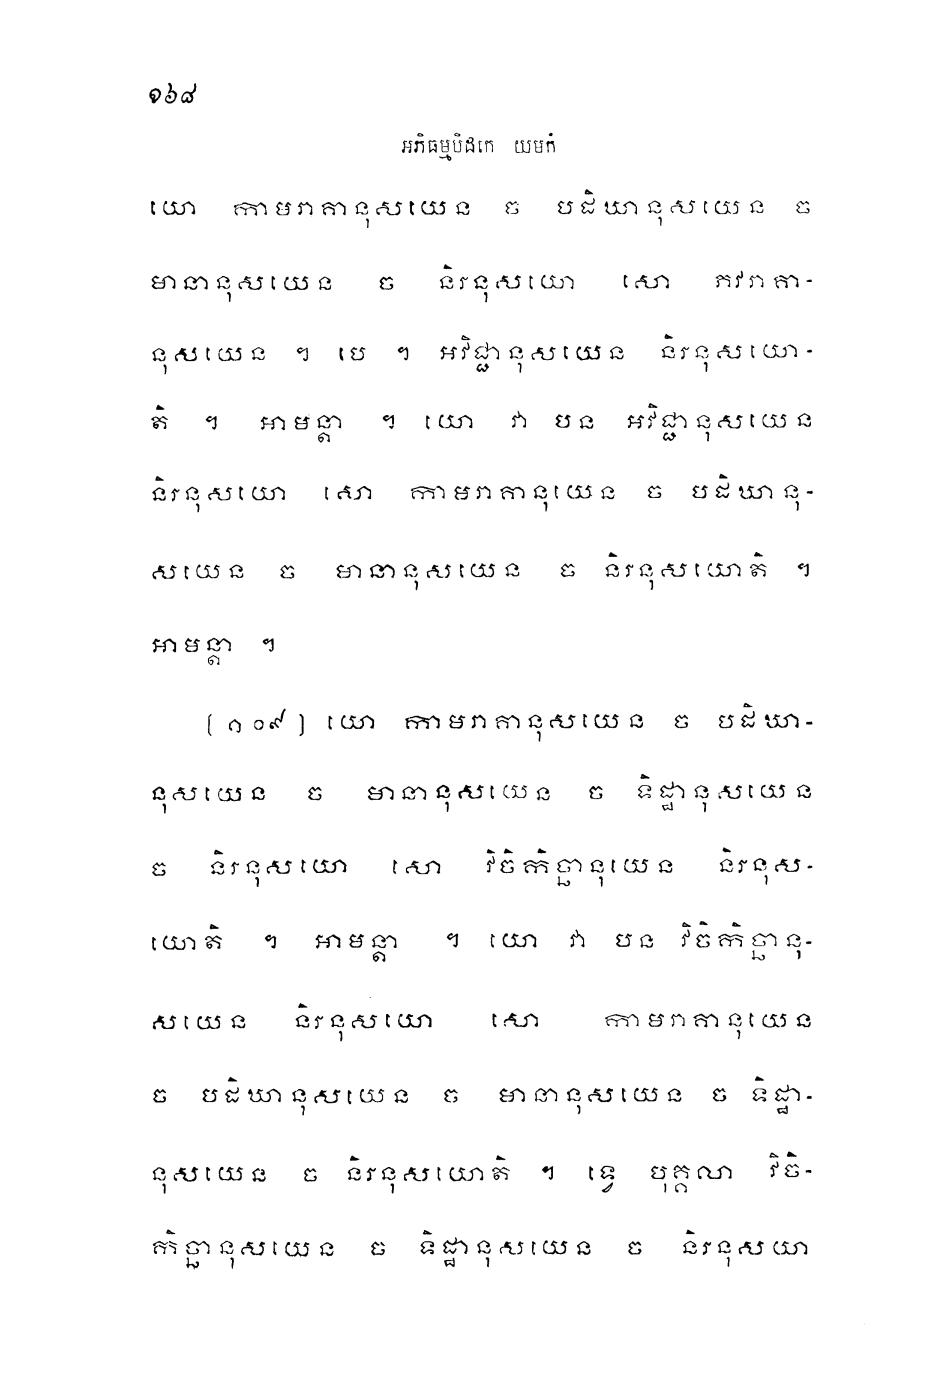 ១៦៨
អភិធម្មបិដកេ យមកំ
យោ កាមរាគានុសយេន ច បដិឃានុសយេន ច
មានានុសយេន ច និរនុសយោ សោ ភវរាគា-
នុសយេន ។ បេ ។ អវិជ្ជានុសយេន និរនុសយោ-
តិ ។ អាមន្តា ។ យោ វា បន អវិជ្ជានុសយេន
និរនុសយោ សោ កាមរាគានុយេន ច បដិឃានុ-
សយេន ច មានានុសយេន ច និរនុសយោតិ ។
អាមន្តា ។
[១០៩] យោ កាមរាគានុសយេន ច បដិឃា-
នុសយេន ច មានានុសយេន ច ទិដ្ឋានុសយេន
ច និរនុសយោ សោ វិចិកិច្ឆានុយេន និរនុស-
យោតិ ។ អាមន្តា ។ យោ វា បន វិចិកិច្ឆានុ-
សយេន និរនុសយោ សោ កាមរាគានុយេន
ច បដិឃានុសយេន ច មានានុសយេន ច ទិដ្ឋា-
នុសយេន ច និរនុសយោតិ ។ ទ្វេ បុគ្គលា វិចិ-
កិច្ឆានុសយេន ច ទិដ្ឋានុសយេន ច និរនុសយា